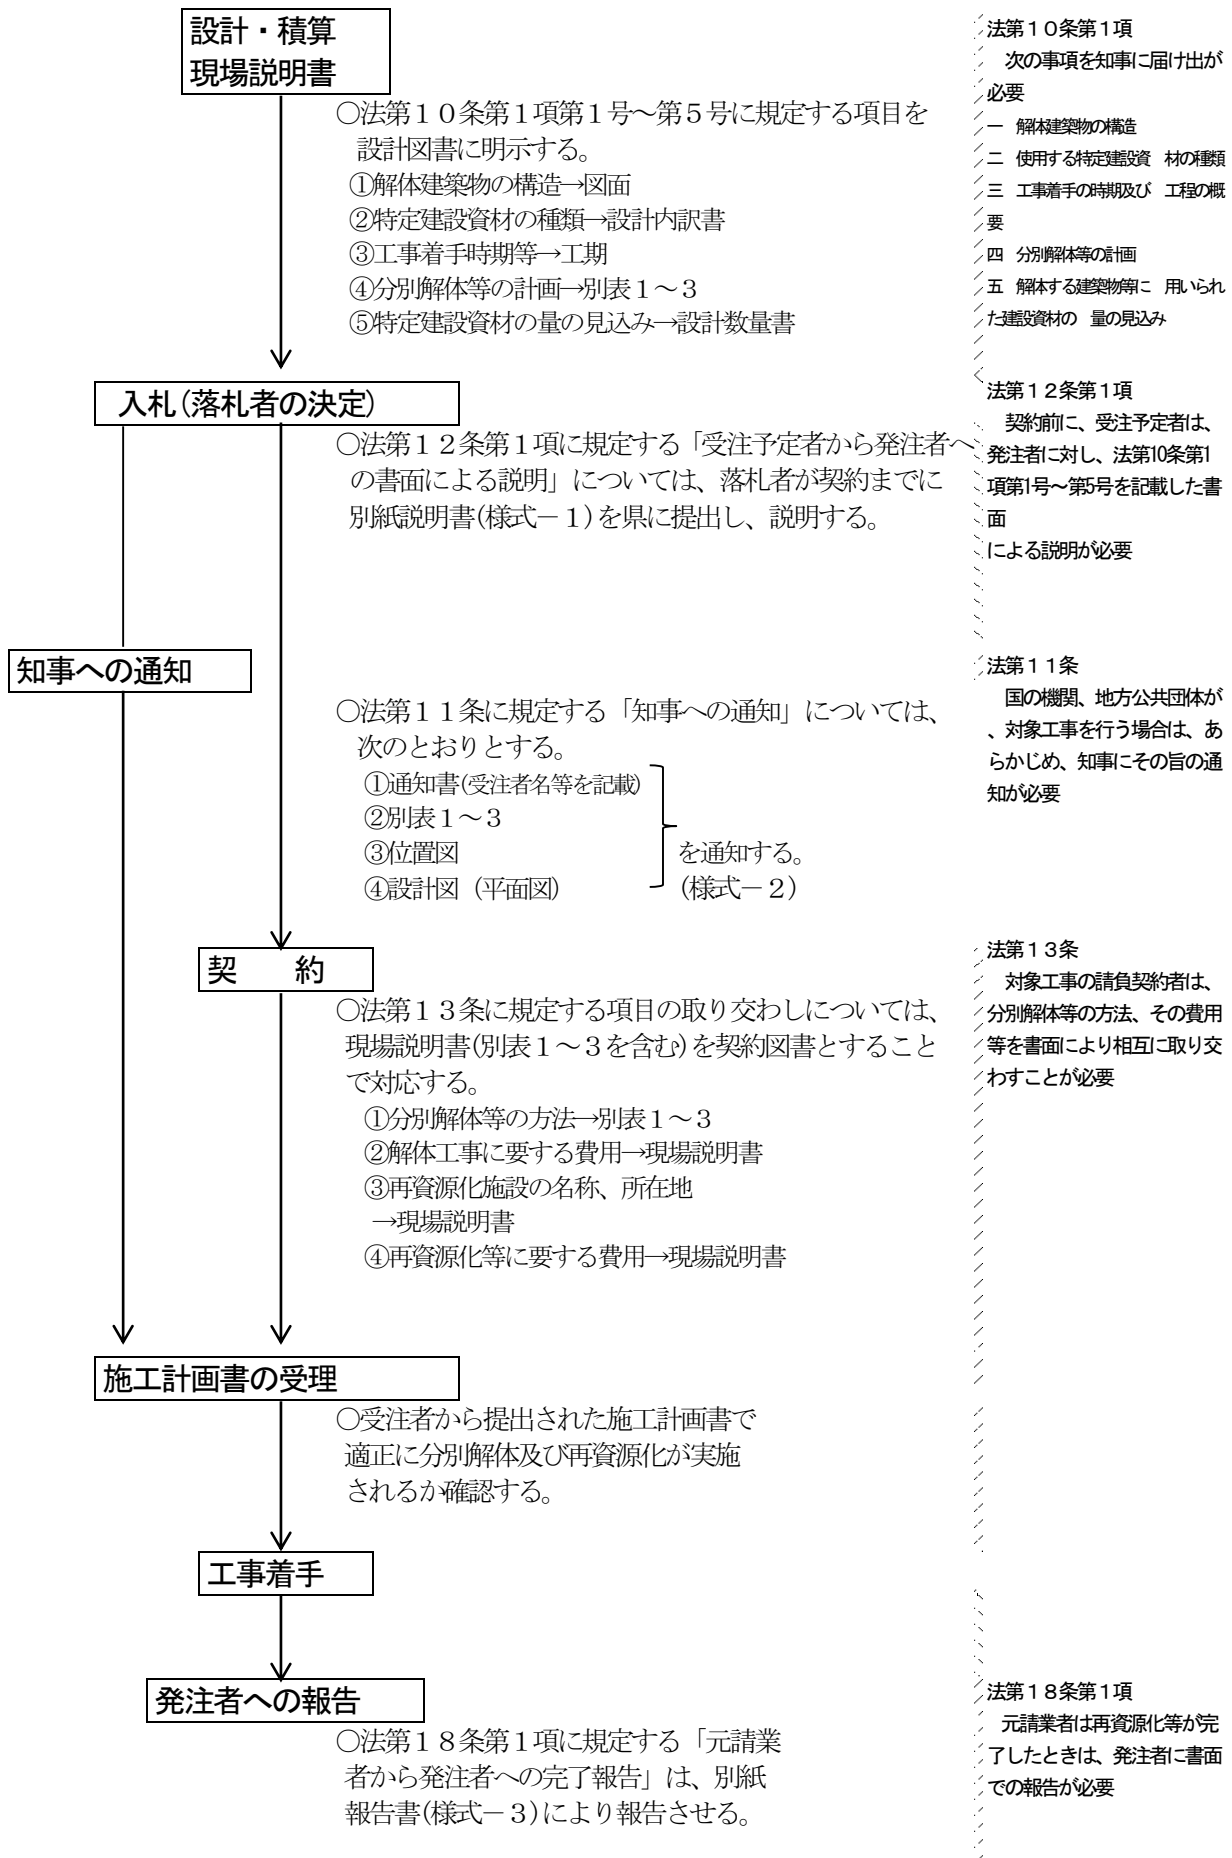 設計・積算
現場説明書
○法第１０条第１項第１号～第５号に規定する項目を
設計図書に明示する。
①解体建築物の構造→図面
②特定建設資材の種類→設計内訳書
③工事着手時期等→工期
④分別解体等の計画→別表１～３
⑤特定建設資材の量の見込み→設計数量書
法第１０条第１項
次の事項を知事に届け出が
必要
一　解体建築物の構造
二　使用する特定建設資　材の種類
三　工事着手の時期及び　工程の概
要
四　分別解体等の計画
五　解体する建築物等に　用いられ
た建設資材の　量の見込み
入札(落札者の決定)
○法第１２条第１項に規定する「受注予定者から発注者へ
の書面による説明」については、落札者が契約までに
別紙説明書(様式－１)を県に提出し、説明する。
法第１２条第１項
契約前に、受注予定者は、
発注者に対し、法第10条第1
項第1号～第5号を記載した書
面
による説明が必要
知事への通知
○法第１１条に規定する「知事への通知」については、
次のとおりとする。
①通知書(受注者名等を記載)
②別表１～３
③位置図
④設計図（平面図）
を通知する。
（様式－２）
法第１１条
国の機関、地方公共団体が
、対象工事を行う場合は、あ
らかじめ、知事にその旨の通
知が必要
契　　約
○法第１３条に規定する項目の取り交わしについては、
現場説明書(別表１～３を含む)を契約図書とすること
で対応する。
①分別解体等の方法→別表１～３
②解体工事に要する費用→現場説明書
③再資源化施設の名称、所在地
→現場説明書
④再資源化等に要する費用→現場説明書
法第１３条
対象工事の請負契約者は、
分別解体等の方法、その費用
等を書面により相互に取り交
わすことが必要
施工計画書の受理
○受注者から提出された施工計画書で
適正に分別解体及び再資源化が実施
されるか確認する。
工事着手
発注者への報告
○法第１８条第１項に規定する「元請業
者から発注者への完了報告」は、別紙
報告書(様式－３)により報告させる。
法第１８条第１項
元請業者は再資源化等が完
了したときは、発注者に書面
での報告が必要